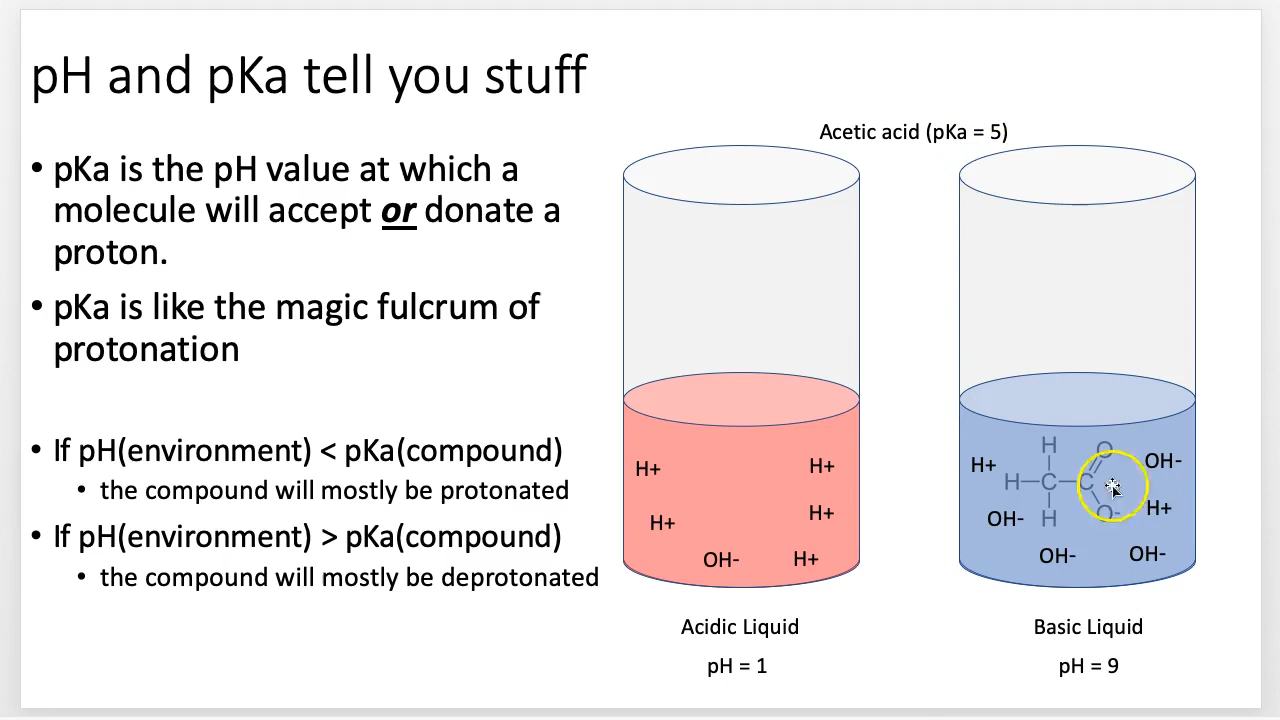 pH and pKa tell you stuff
• pKa is the pH value at which a
molecule will accept or donate a
proton.
• pKa is like the magic fulcrum of
protonation
• If pH(environment) < pKa(compound)
• the compound will mostly be protonated
• If pH(environment) > pKa(compound)
• the compound will mostly be deprotonated
Acetic acid (pKa = 5)
H+ H+
H+ H+
OH- H+
Acidic Liquid
pH = 1
H O
H+ H C C OH-
OH- H O- H+
OH- OH-
Basic Liquid
pH = 9